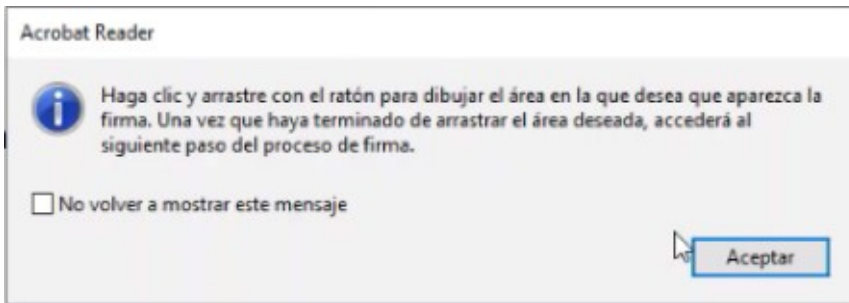 Acrobat Reader
Haga clic y arrastre con el ratón para dibujar el área en la que desea que aparezca la
firma. Una vez que haya terminado de arrastrar el área deseada, accederá al
siguiente paso del proceso de firma.
No volver a mostrar este mensaje
Aceptar